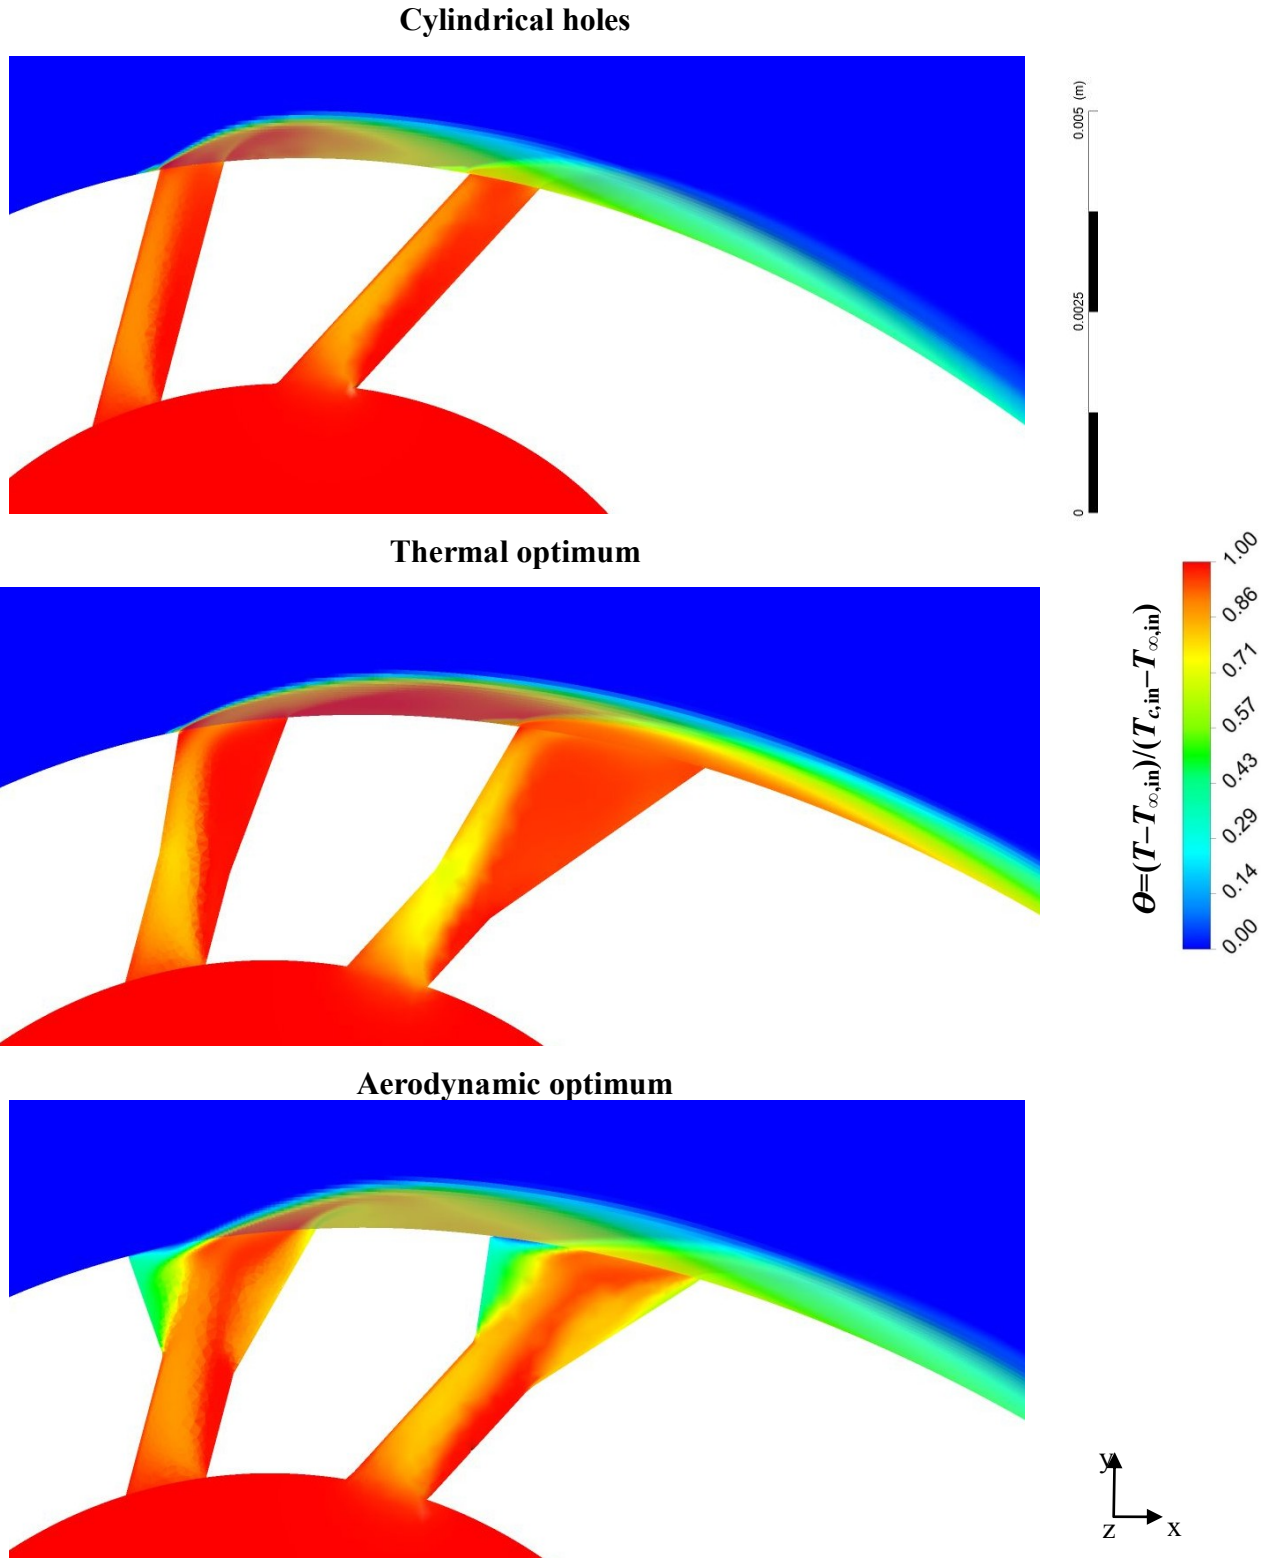 Cylindrical holes
0.005 (m)
0.0025
0
Thermal optimum
1.00
0.86
0.71
0.57
0.43
0.29
0.14
0.00
Θ=(T−T∞,in)/(Tc,in−T∞,in)
Aerodynamic optimum
y
z
x